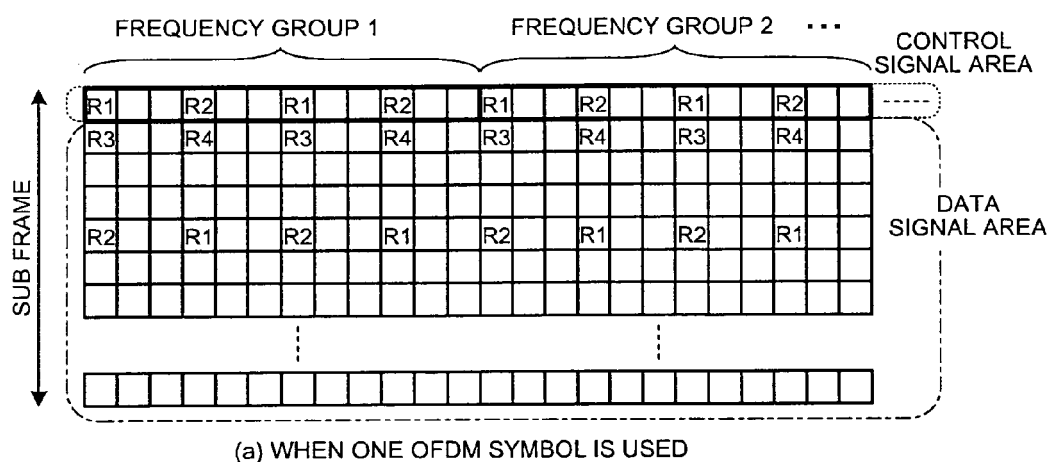 FREQUENCY GROUP 1 FREQUENCY GROUP 2 ...
CONTROL
SIGNAL AREA
R1 R2 R1 R2 R1 R2 R1 R2
R3 R4 R3 R4 R3 R4 R3 R4
SUB FRAME
DATA
SIGNAL AREA
R2 R1 R2 R1 R2 R1 R2 R1
(a) WHEN ONE OFDM SYMBOL IS USED